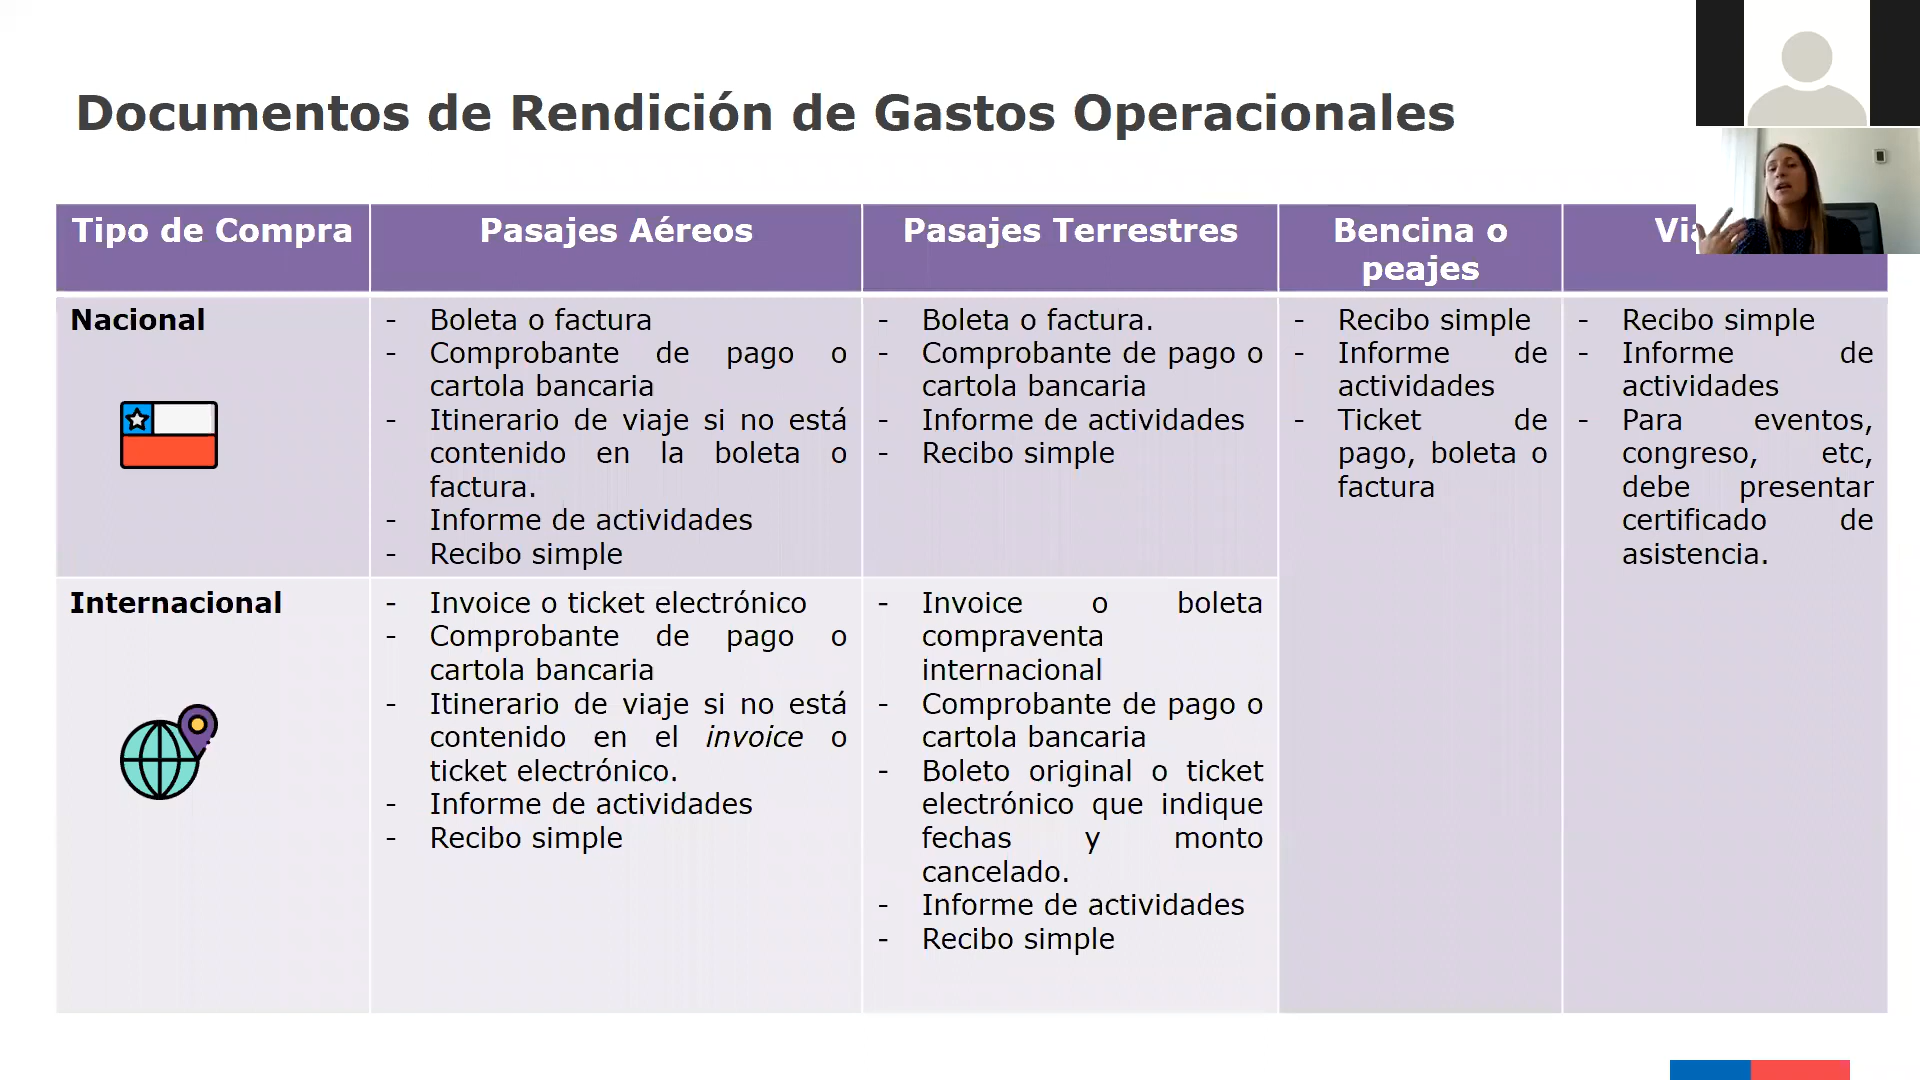 Documentos de Rendición de Gastos Operacionales
Tipo de Compra
Pasajes Aéreos
Pasajes Terrestres
Bencina o
peajes
Nacional
- Boleta o factura
- Comprobante de pago o
cartola bancaria
- Itinerario de viaje si no está
contenido en la boleta o
factura.
- Informe de actividades
- Recibo simple
- Boleta o factura.
- Comprobante de pago o
cartola bancaria
- Informe de actividades
- Recibo simple
- Recibo simple
- Informe de
actividades
- Ticket de
pago, boleta o
factura
- Recibo simple
- Informe de
actividades
- Para eventos,
congreso, etc,
debe presentar
certificado de
asistencia.
Internacional
- Invoice o ticket electrónico
- Comprobante de pago o
cartola bancaria
- Itinerario de viaje si no está
contenido en el invoice o
ticket electrónico.
- Informe de actividades
- Recibo simple
- Invoice o boleta
compraventa
internacional
- Comprobante de pago o
cartola bancaria
- Boleto original o ticket
electrónico que indique
fechas y monto
cancelado.
- Informe de actividades
- Recibo simple